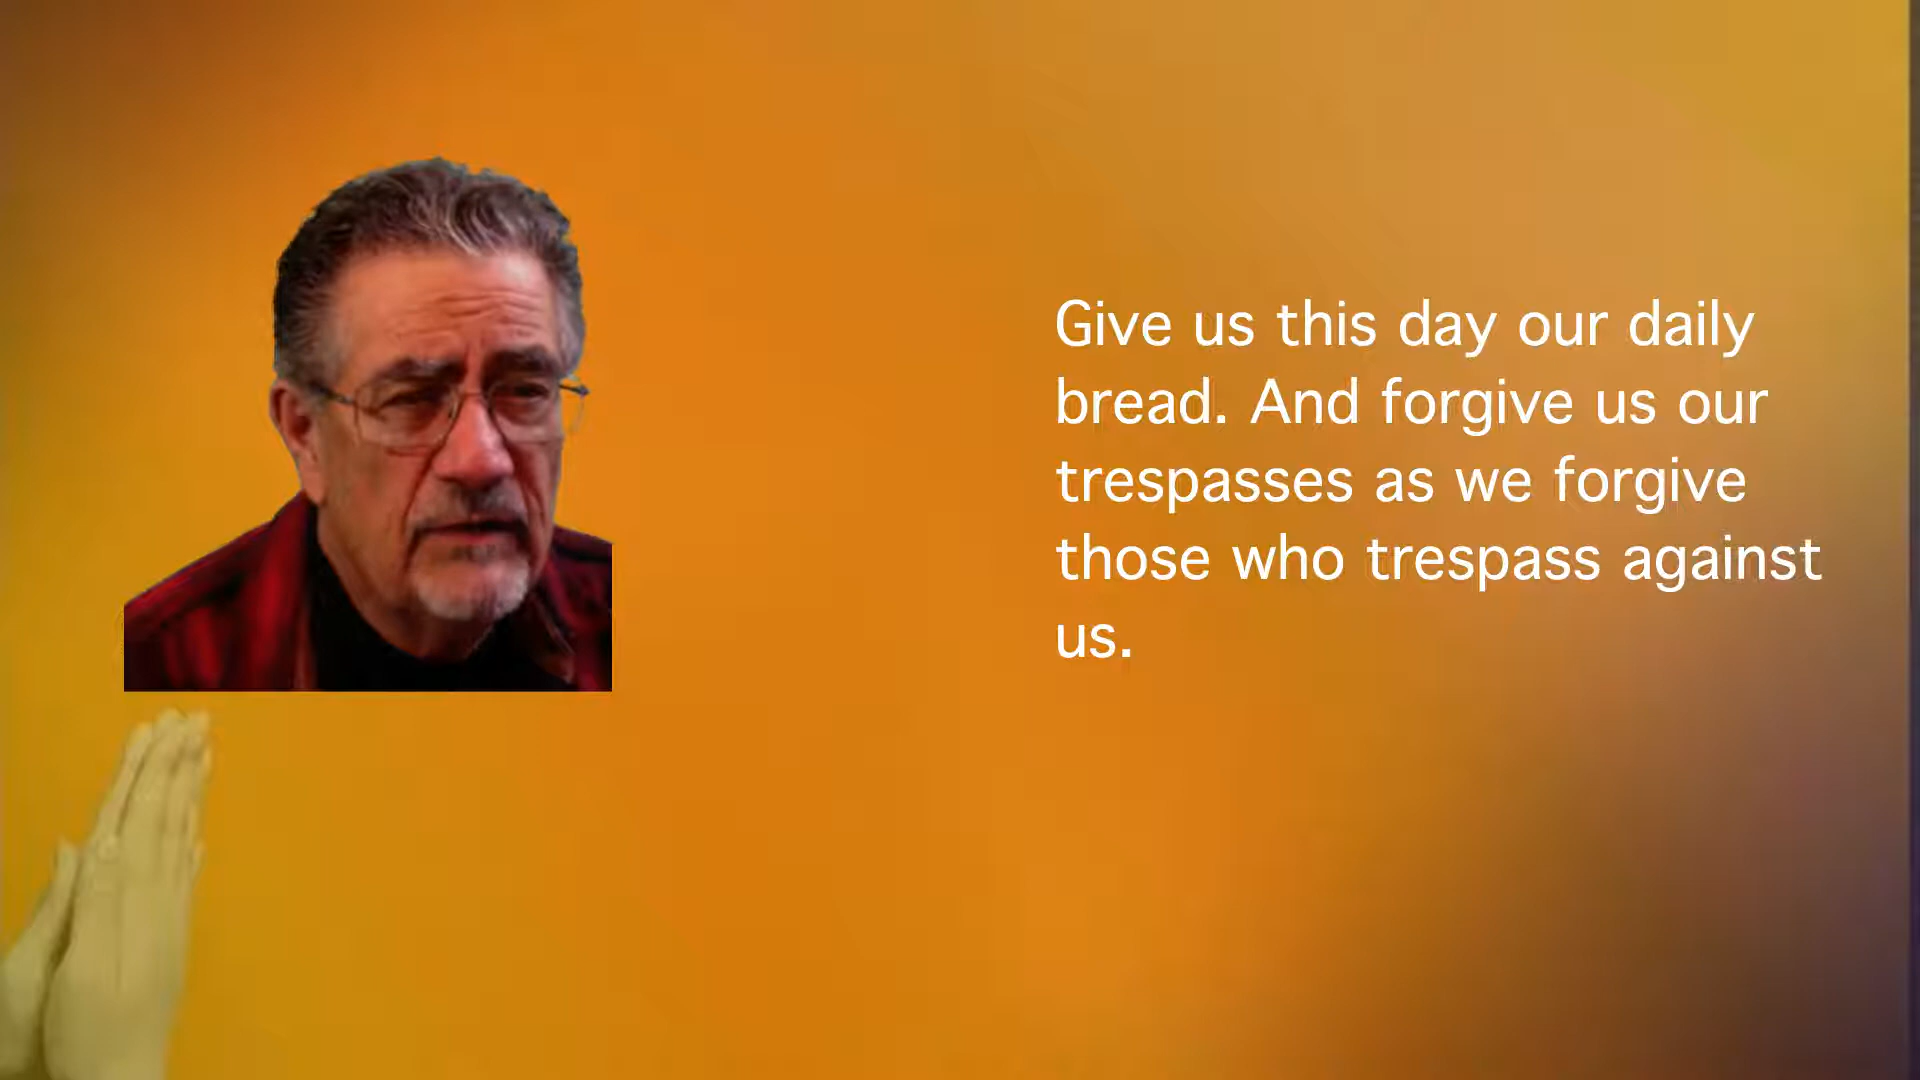 Give us this day our daily
bread. And forgive us our
trespasses as we forgive
those who trespass against
us.